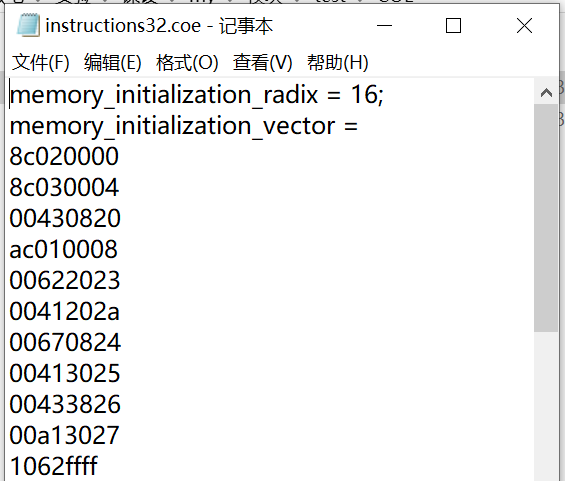 instructions32.coe - 记事本
文件(F) 编辑(E) 格式(O) 查看(V) 帮助(H)
memory_initialization_radix = 16;
memory_initialization_vector =
8c020000
8c030004
00430820
ac010008
00622023
0041202a
00670824
00413025
00433826
00a13027
1062ffff